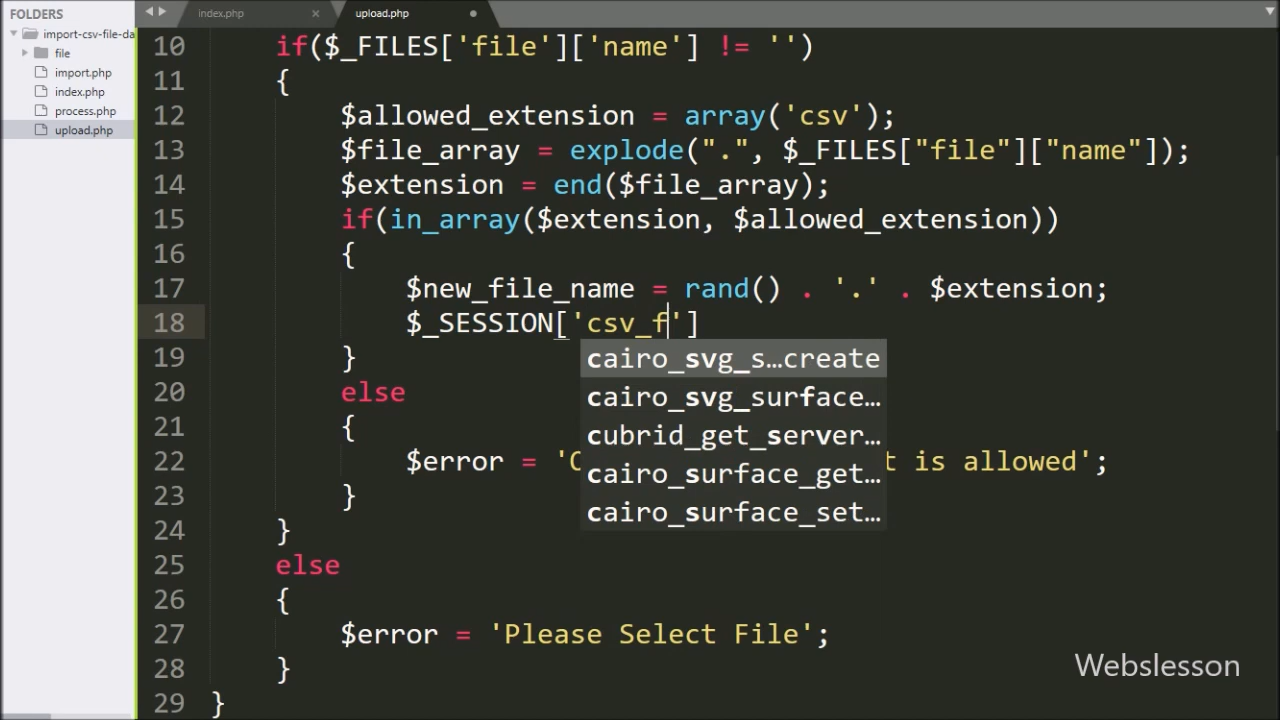 FOLDERS
import-csv-file-da
file
import.php
index.php
process.php
upload.php
index.php ×
upload.php
10 if($_FILES['file']['name'] != '')
11 {
12 $allowed_extension = array('csv');
13 $file_array = explode(".", $_FILES["file"]["name"]);
14 $extension = end($file_array);
15 if(in_array($extension, $allowed_extension))
16 {
17 $new_file_name = rand() . '.' . $extension;
18 $_SESSION['csv_f']
19 }
cairo_svg_s…create
20 else
cairo_svg_surface…
21 {
cubrid_get_server…
22 $error = ' t is allowed';
cairo_surface_get…
23 }
cairo_surface_set…
24 }
25 else
26 {
27 $error = 'Please Select File';
28 }
29 }
Webslesson